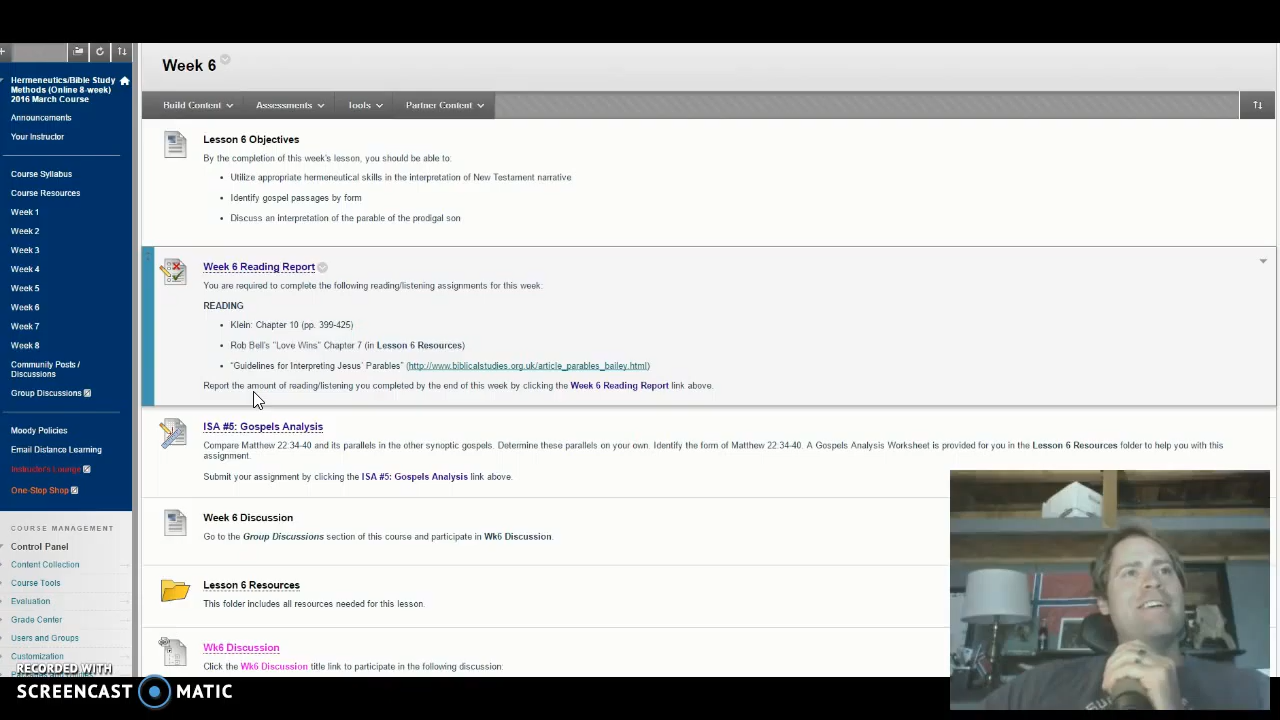 Hermeneutics/Bible Study
Methods (Online 8-week)
2016 March Course
Announcements
Your Instructor
Course Syllabus
Course Resources
Week 1
Week 2
Week 3
Week 4
Week 5
Week 6
Week 7
Week 8
Community Posts /
Discussions
Group Discussions
Moody Policies
Email Distance Learning
Instructor's Lounge
One-Stop Shop
COURSE MANAGEMENT
Control Panel
Content Collection
Course Tools
Evaluation
Grade Center
Users and Groups
Customization
Week 6
Build Content
Assessments
Tools
Partner Content
Lesson 6 Objectives
By the completion of this week's lesson, you should be able to:
Utilize appropriate hermeneutical skills in the interpretation of New Testament narrative.
Identify gospel passages by form
Discuss an interpretation of the parable of the prodigal son
Week 6 Reading Report
You are required to complete the following reading/listening assignments for this week:
READING
Klein: Chapter 10 (pp. 399-425)
Rob Bell's "Love Wins" Chapter 7 (in Lesson 6 Resources)
"Guidelines for Interpreting Jesus' Parables" (http://www.biblicalstudies.org.uk/article_parables_bailey.html)
Report the amount of reading/listening you completed by the end of this week by clicking the Week 6 Reading Report link above.
ISA #5: Gospels Analysis
Compare Matthew 22:34-40 and its parallels in the other synoptic gospels. Determine these parallels on your own. Identify the form of Matthew 22:34-40. A Gospels Analysis Worksheet is provided for you in the Lesson 6 Resources folder to help you with this
assignment.
Submit your assignment by clicking the ISA #5: Gospels Analysis link above.
Week 6 Discussion
Go to the Group Discussions section of this course and participate in Wk6 Discussion.
Lesson 6 Resources
This folder includes all resources needed for this lesson.
Wk6 Discussion
Click the Wk6 Discussion title link to participate in the following discussion:
RECORDED WITH
SCREENCAST MATIC